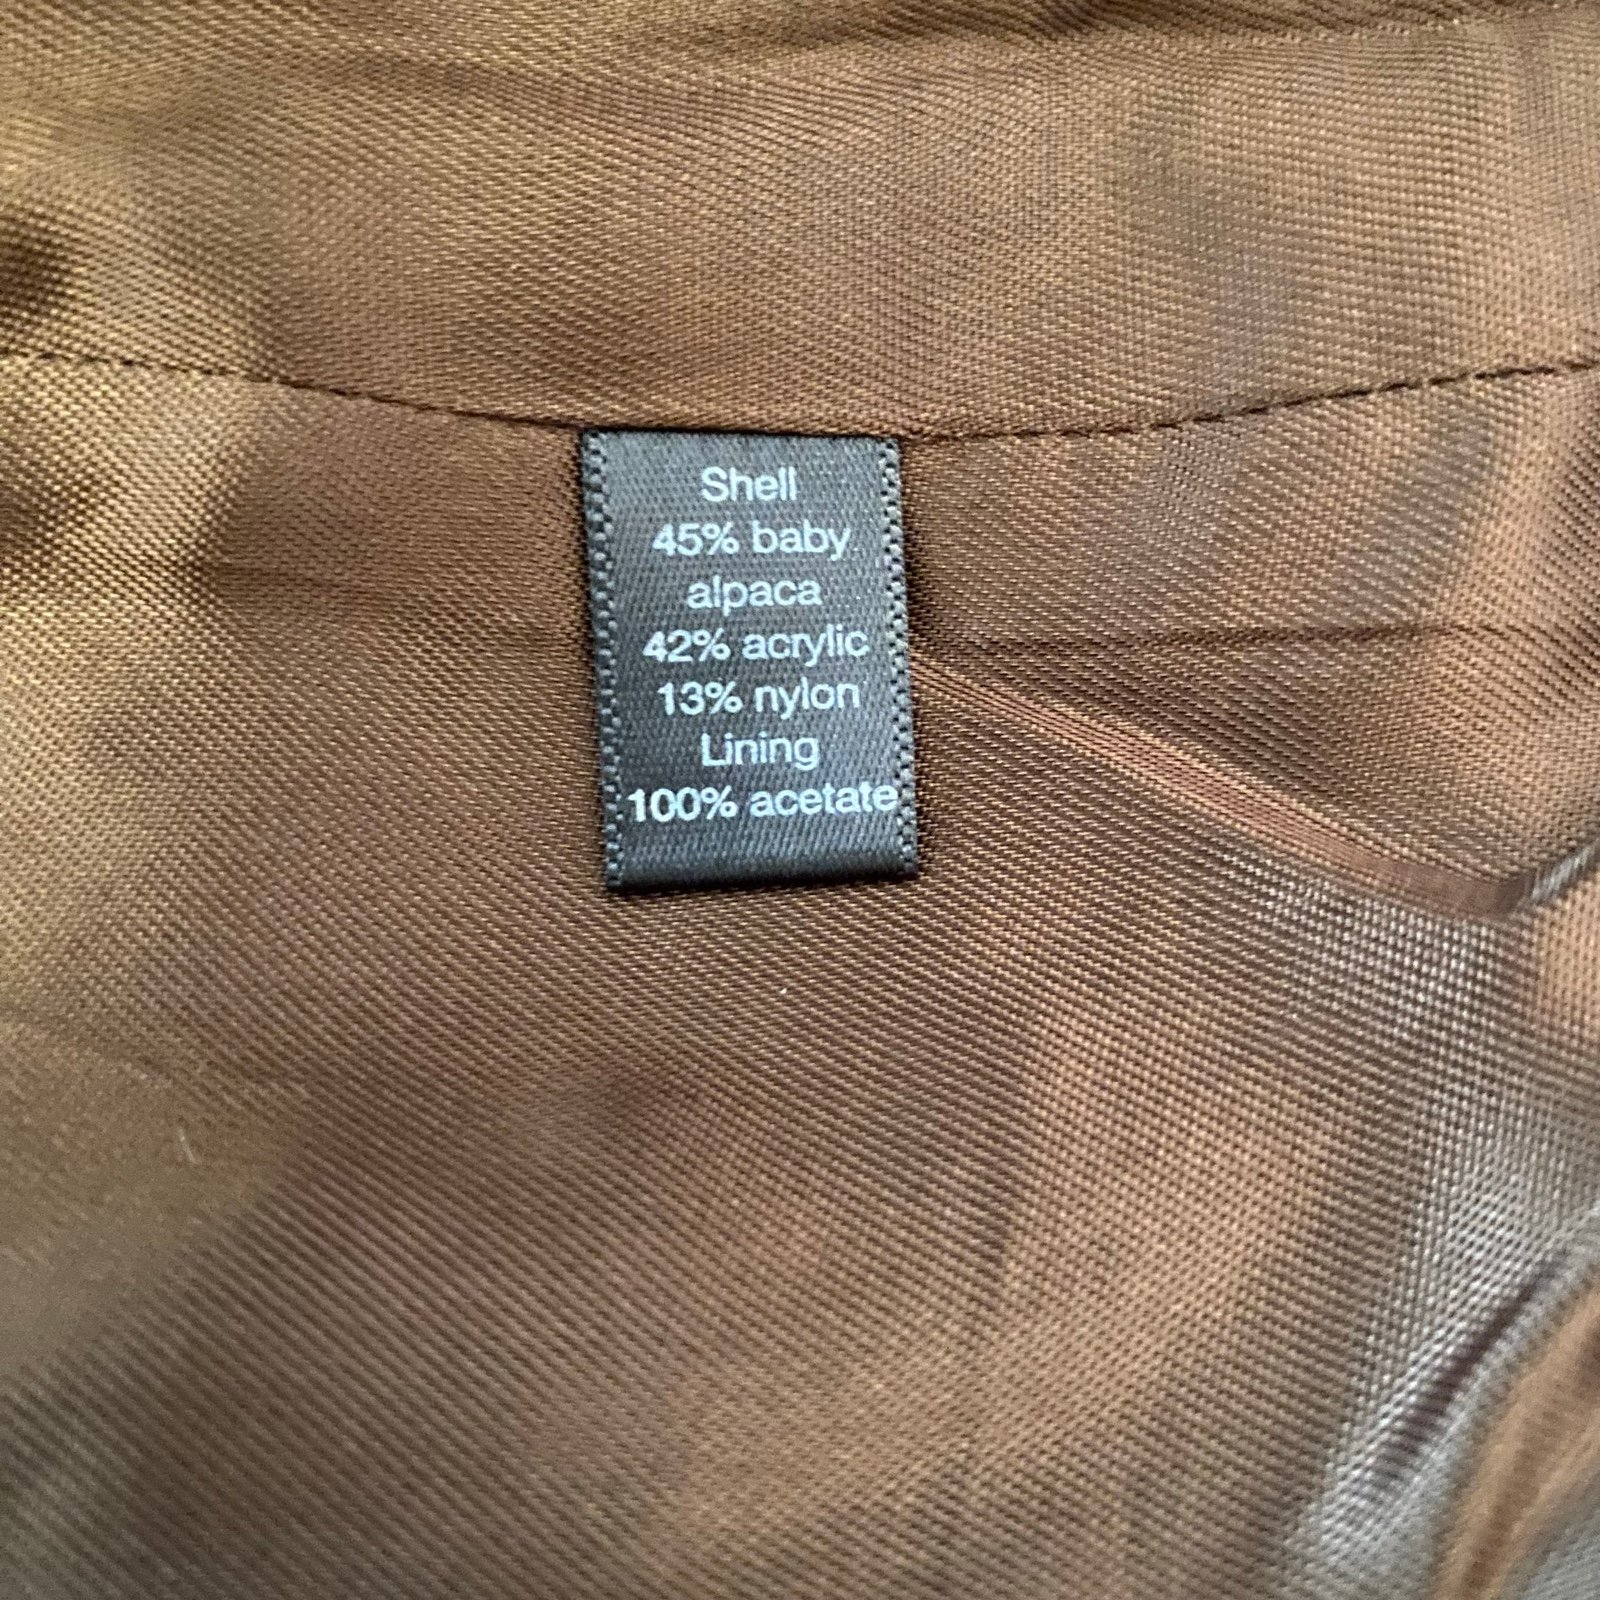 Shell
45% baby
alpaca
42% acrylic
13% nylon
Lining
100% acetate